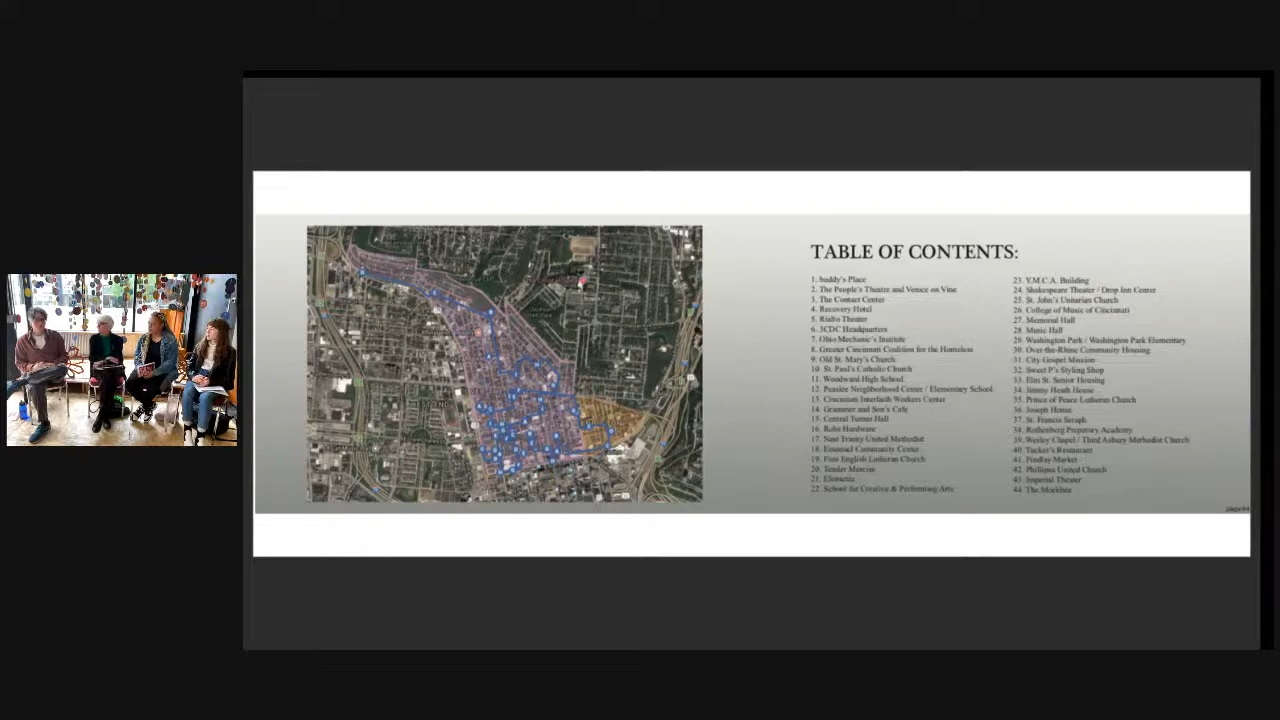 TABLE OF CONTENTS:
1. buddy's Place
2. The People's Theatre and Venice on Vine
3. The Contact Center
4. Recovery Hotel
5. Rialto Theater
6. 3CDC Headquarters
7. Ohio Mechanic's Institute
8. Greater Cincinnati Coalition for the Homeless
9. Old St. Mary's Church
10. St. Paul's Catholic Church
11. Woodward High School
12. Peaslee Neighborhood Center / Elementary School
13. Cincinnati Interfaith Workers Center
14. Grammer and Son's Cafe
15. Central Turner Hall
16. Rohs Hardware
17. Nast Trinity United Methodist
18. Emanuel Community Center
19. First English Lutheran Church
20. Tender Mercies
21. Elementz
22. School for Creative & Performing Arts
23. Y.M.C.A. Building
24. Shakespeare Theater / Drop Inn Center
25. St. John's Unitarian Church
26. College of Music of Cincinnati
27. Memorial Hall
28. Music Hall
29. Washington Park / Washington Park Elementary
30. Over-the-Rhine Community Housing
31. City Gospel Mission
32. Sweet P's Styling Shop
33. Elm St. Senior Housing
34. Jimmy Heath House
35. Prince of Peace Lutheran Church
36. Joseph House
37. St. Francis Seraph
38. Rothenberg Preparatory Academy
39. Wesley Chapel / Third Asbury Methodist Church
40. Tucker's Restaurant
41. Findlay Market
42. Philippus United Church
43. Imperial Theater
44. The Mockbee